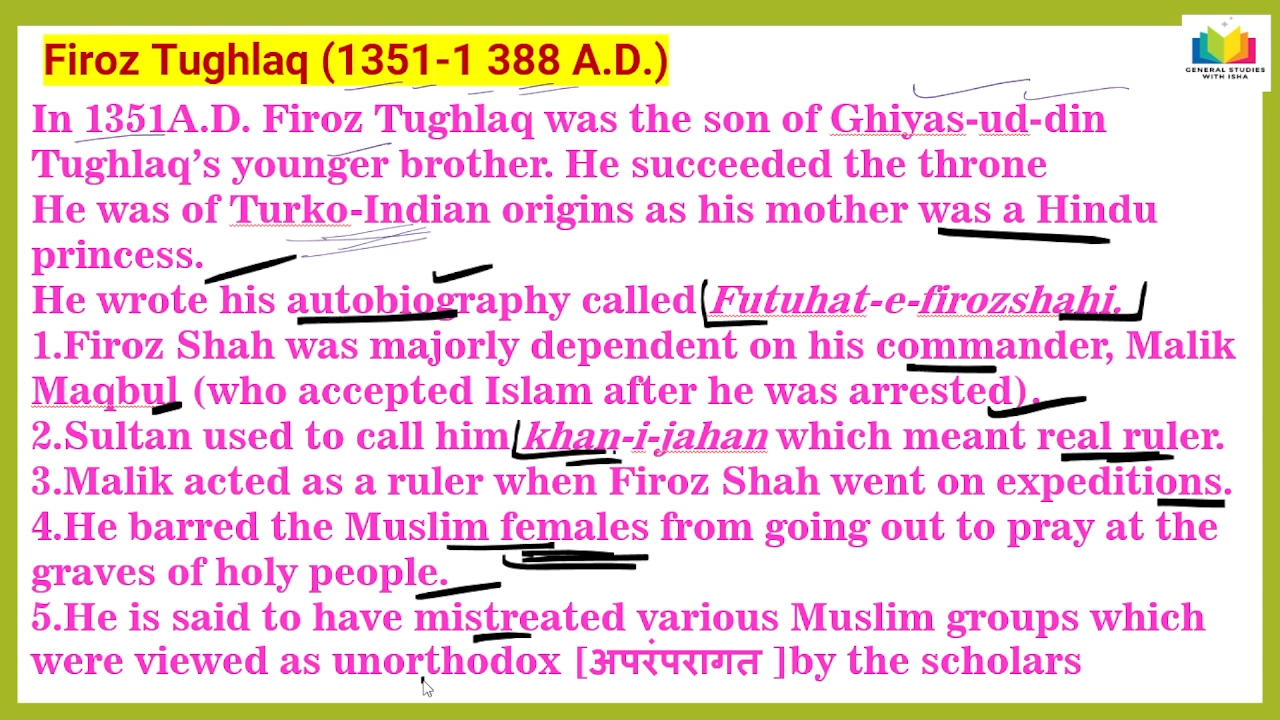 Firoz Tughlaq (1351-1 388 A.D.)
GENERAL STUDIES
WITH ISHA
In 1351A.D. Firoz Tughlaq was the son of Ghiyas-ud-din
Tughlaq’s younger brother. He succeeded the throne
He was of Turko-Indian origins as his mother was a Hindu
princess.
He wrote his autobiography called Futuhat-e-firozshahi.
1.Firoz Shah was majorly dependent on his commander, Malik
Maqbul (who accepted Islam after he was arrested).
2.Sultan used to call him khan-i-jahan which meant real ruler.
3.Malik acted as a ruler when Firoz Shah went on expeditions.
4.He barred the Muslim females from going out to pray at the
graves of holy people.
5.He is said to have mistreated various Muslim groups which
were viewed as unorthodox [अपरंपरागत ]by the scholars